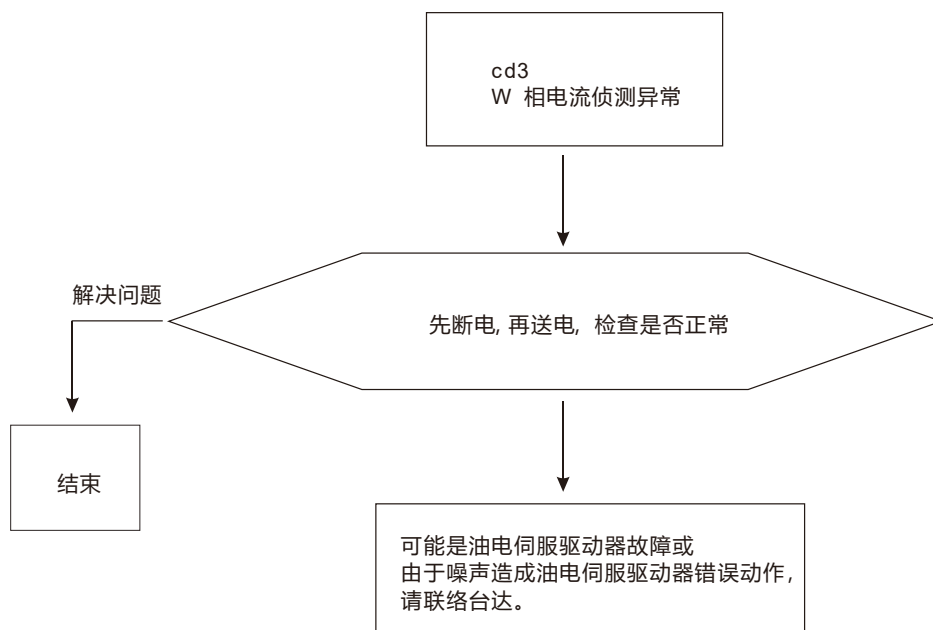 cd3
W 相电流侦测异常
解决问题
先断电, 再送电, 检查是否正常
结束
可能是油电伺服驱动器故障或
由于噪声造成油电伺服驱动器错误动作，
请联络台达。